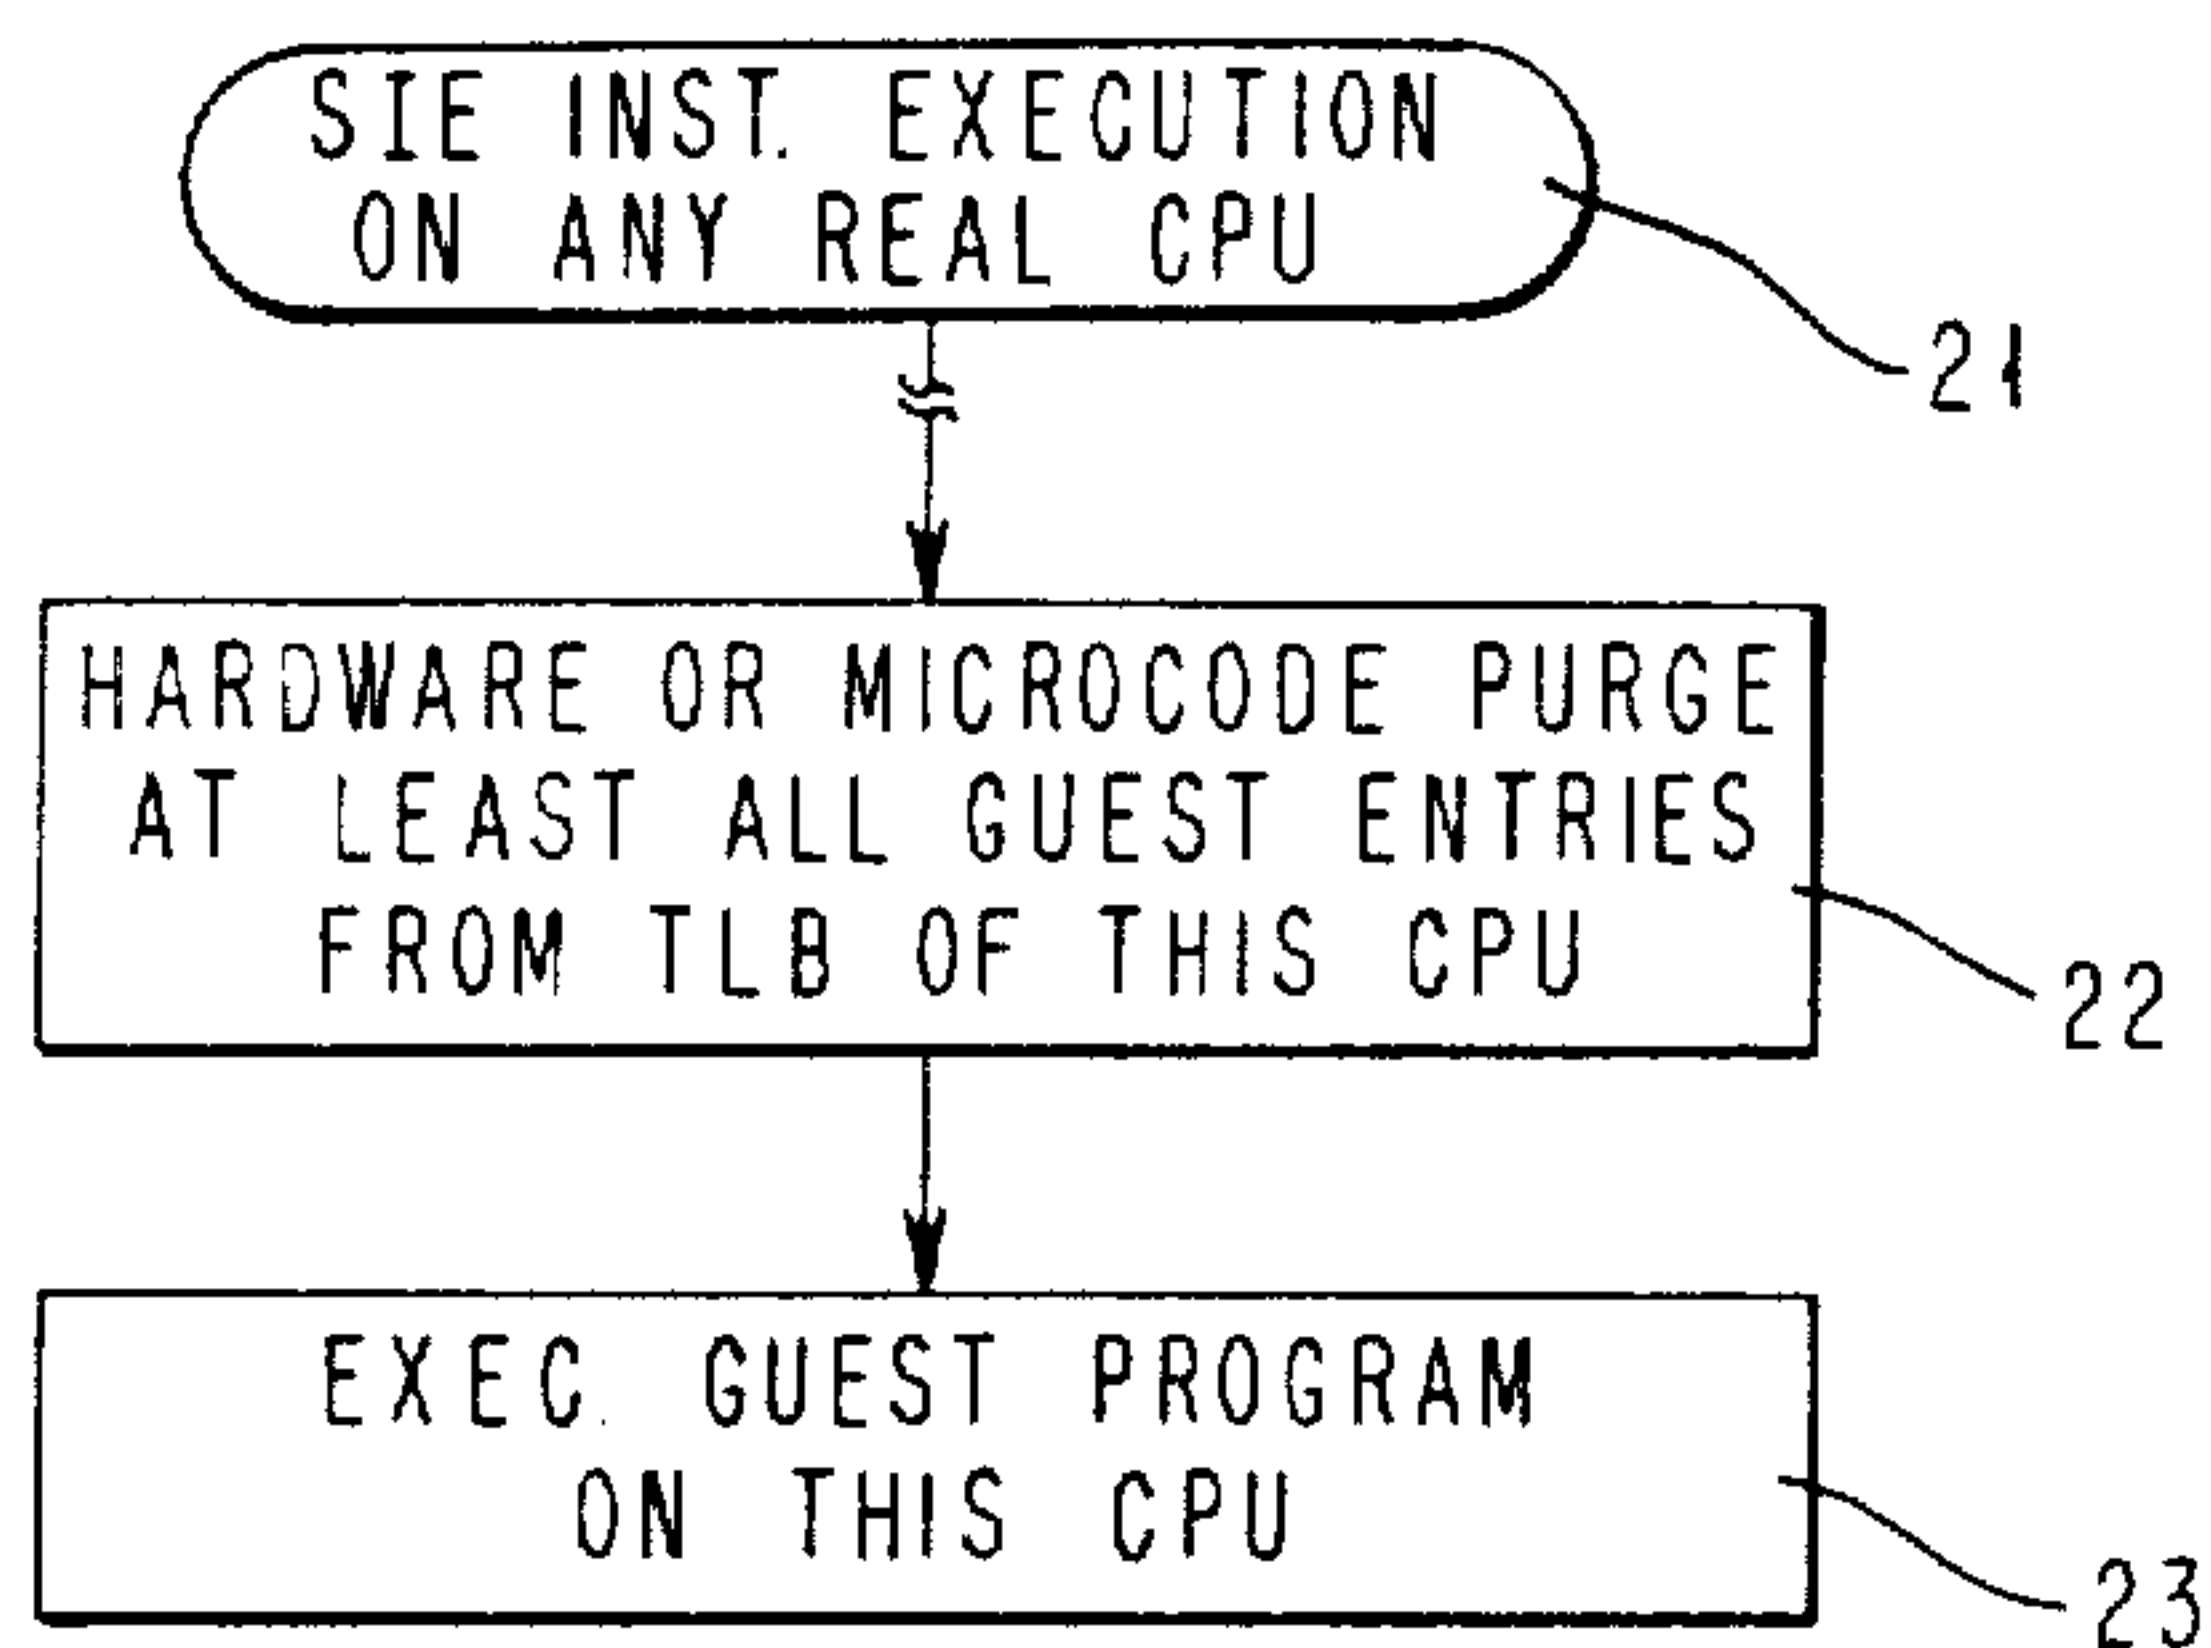 SIE INST. EXECUTION
ON ANY REAL CPU
21
HARDWARE OR MICROCODE PURGE
AT LEAST ALL GUEST ENTRIES
FROM TLB OF THIS CPU
22
EXEC. GUEST PROGRAM
ON THIS CPU
23